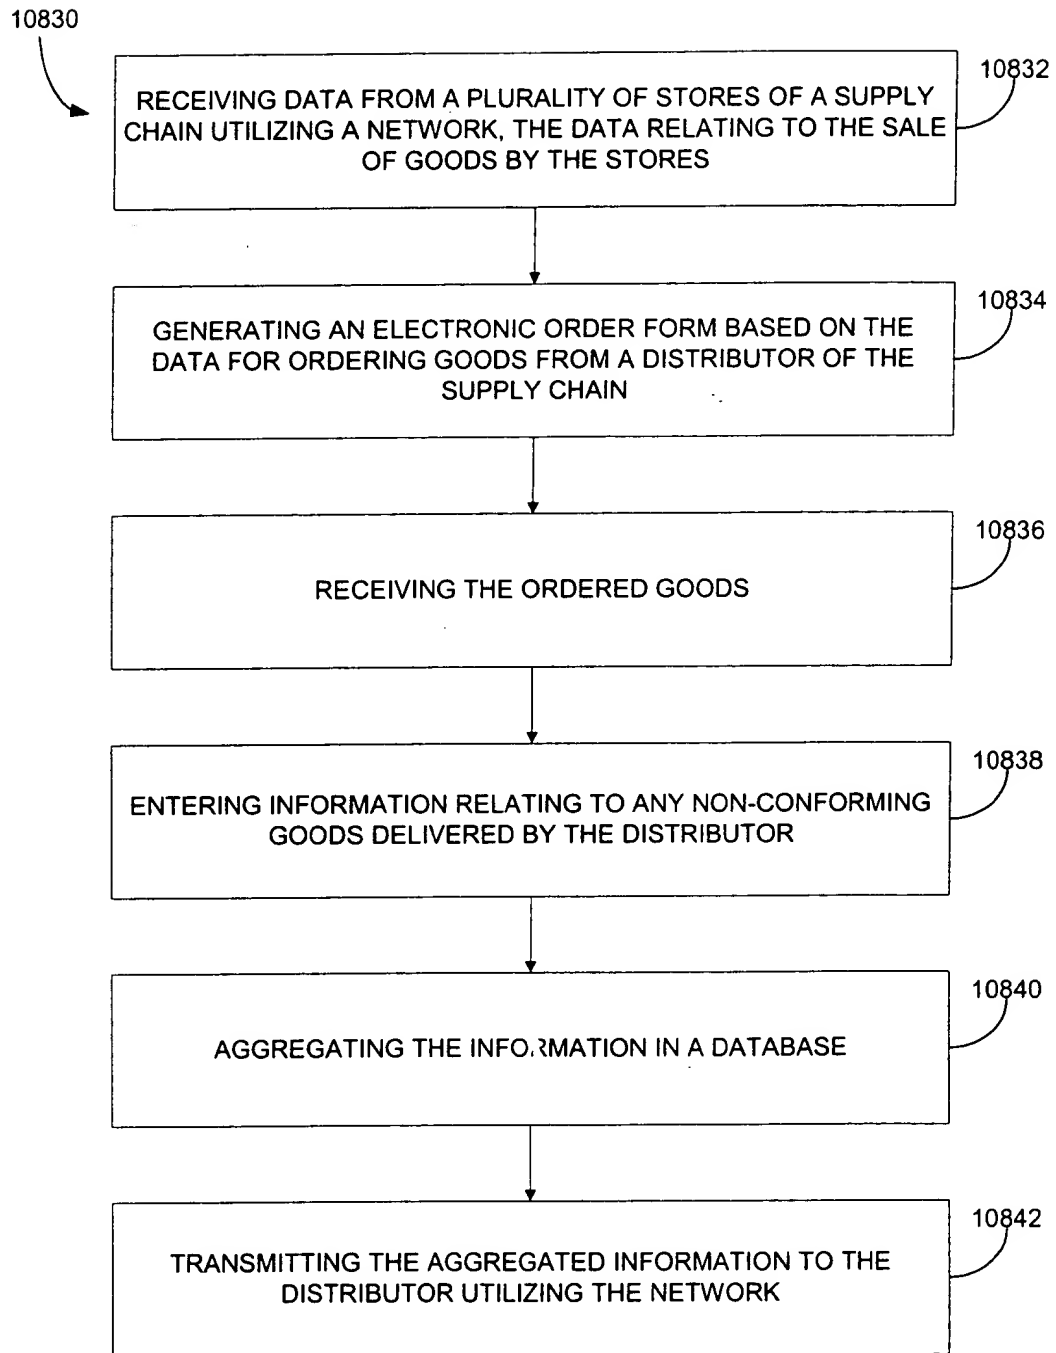 10830
10832
RECEIVING DATA FROM A PLURALITY OF STORES OF A SUPPLY
CHAIN UTILIZING A NETWORK, THE DATA RELATING TO THE SALE
OF GOODS BY THE STORES
10834
GENERATING AN ELECTRONIC ORDER FORM BASED ON THE
DATA FOR ORDERING GOODS FROM A DISTRIBUTOR OF THE
SUPPLY CHAIN
10836
RECEIVING THE ORDERED GOODS
10838
ENTERING INFORMATION RELATING TO ANY NON-CONFORMING
GOODS DELIVERED BY THE DISTRIBUTOR
10840
AGGREGATING THE INFORMATION IN A DATABASE
10842
TRANSMITTING THE AGGREGATED INFORMATION TO THE
DISTRIBUTOR UTILIZING THE NETWORK